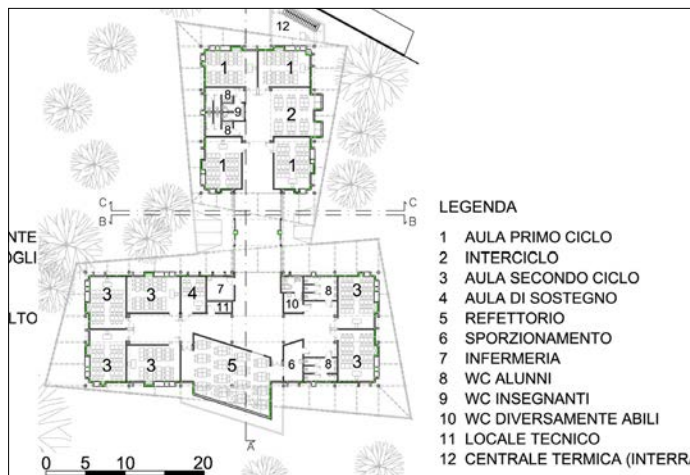 12
1 1
8
9 2
8
1 1
C C
B B
NTE
OGLI
ALTO
3 3 4 7 10 8 3
11
3 3 5 6 8 3
A
0 5 10 20
LEGENDA
1 AULA PRIMO CICLO
2 INTERCICLO
3 AULA SECONDO CICLO
4 AULA DI SOSTEGNO
5 REFETTORIO
6 SPORZIONAMENTO
7 INFERMERIA
8 WC ALUNNI
9 WC INSEGNANTI
10 WC DIVERSAMENTE ABILI
11 LOCALE TECNICO
12 CENTRALE TERMICA (INTERRA